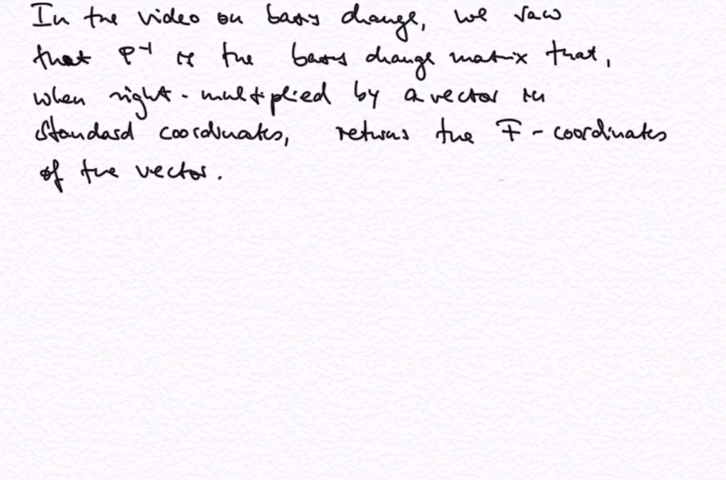 In the video on basis change, we saw
that P⁻¹ is the basis change matrix that,
when right-multiplied by a vector in
standard coordinates, returns the F-coordinates
of the vector.